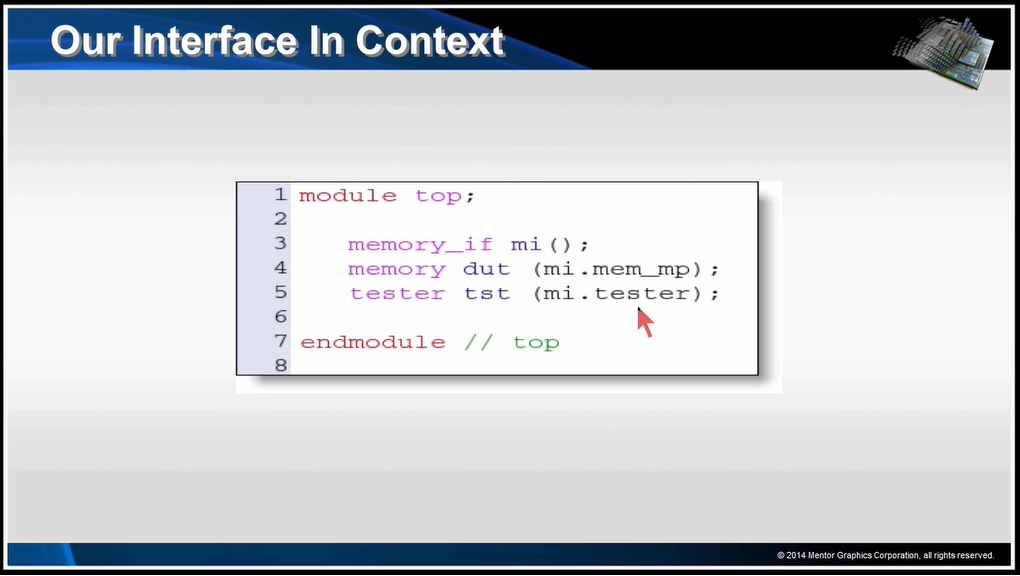 Our Interface In Context
1 module top;
2
3 memory_if mi();
4 memory dut (mi.mem_mp);
5 tester tst (mi.tester);
6
7 endmodule // top
8
© 2014 Mentor Graphics Corporation, all rights reserved.